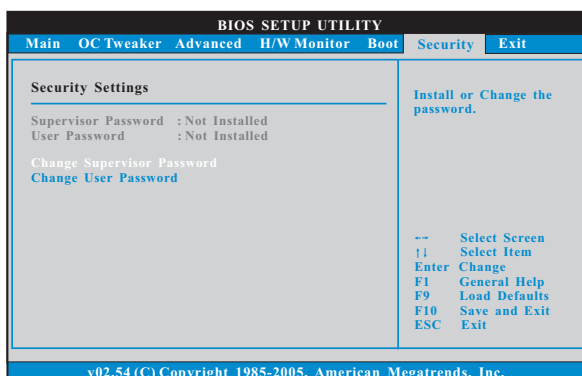 BIOS SETUP UTILITY
Main OC Tweaker Advanced H/W Monitor Boot Security Exit
Security Settings
Supervisor Password : Not Installed
User Password : Not Installed
Change Supervisor Password
Change User Password
Install or Change the
password.
←→ Select Screen
↑↓ Select Item
Enter Change
F1 General Help
F9 Load Defaults
F10 Save and Exit
ESC Exit
v02.54 (C) Copyright 1985-2005, American Megatrends, Inc.